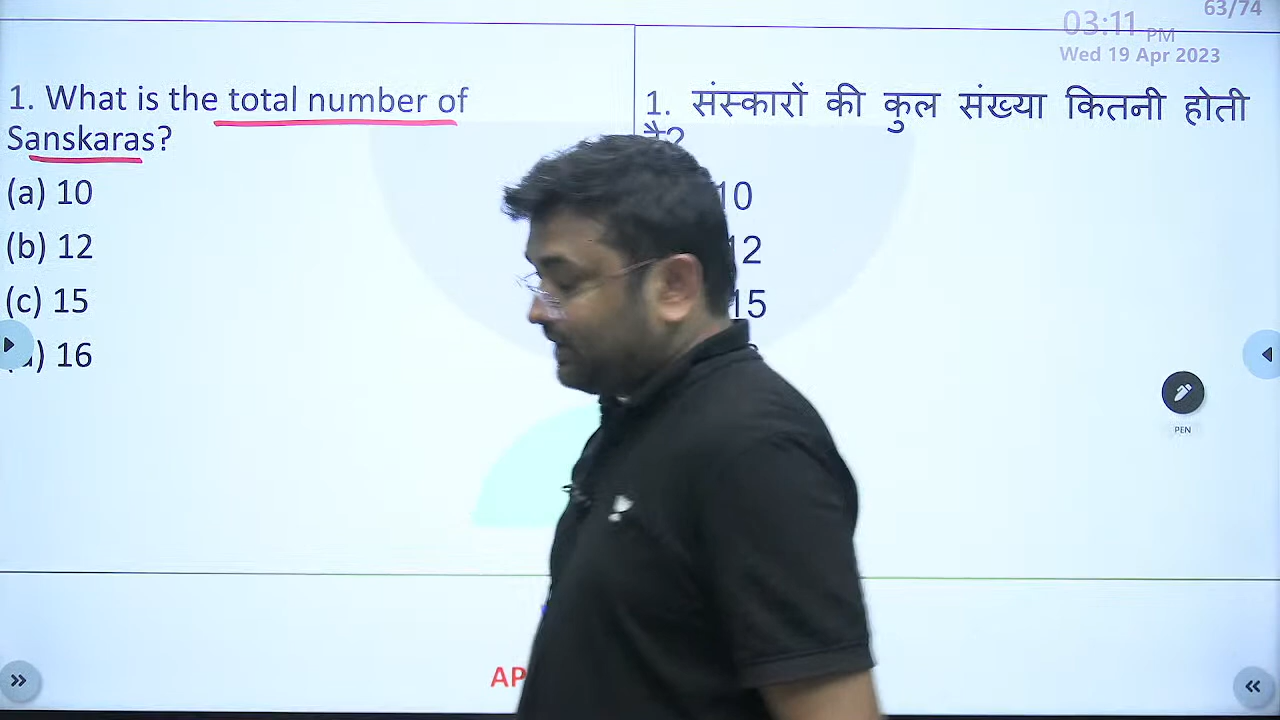 63/74
03:11 PM
Wed 19 Apr 2023
1. What is the total number of
Sanskaras?
(a) 10
(b) 12
(c) 15
) 16
1. संस्कारों की कुल संख्या कितनी होती
10
12
15
PEN
AP